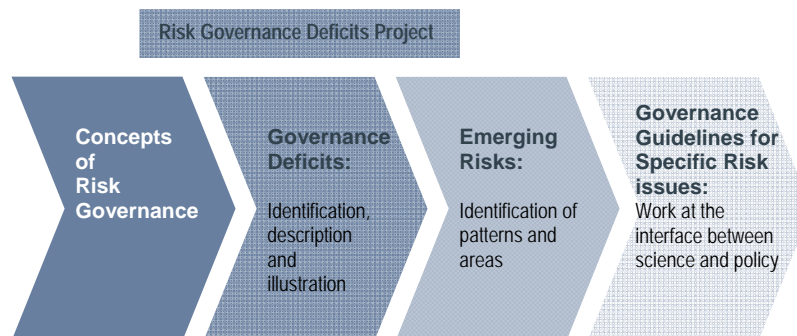 Risk Governance Deficits Project
Concepts
of
Risk
Governance
Governance
Deficits:
Identification,
description
and
illustration
Emerging
Risks:
Identification of
patterns and
areas
Governance
Guidelines for
Specific Risk
issues:
Work at the
interface between
science and policy